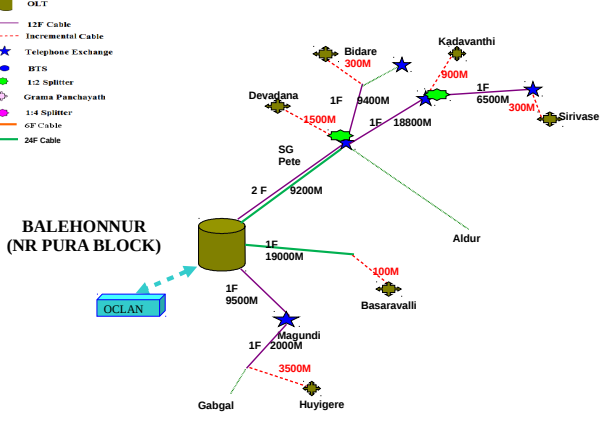 OLT
12F Cable
Incremental Cable
Telephone Exchange
BTS
1:2 Splitter
Grama Panchayath
1:4 Splitter
6F Cable
24F Cable
Bidare
300M
Kadavanthi
900M
Devadana
1500M
1F 9400M
1F 18800M
1F
6500M
300M
Sirivase
SG
Pete
2 F 9200M
Aldur
BALEHONNUR
(NR PURA BLOCK)
1F
19000M
100M
Basaravalli
OCLAN
1F
9500M
Magundi
1F 2000M
3500M
Gabgal
Huyigere